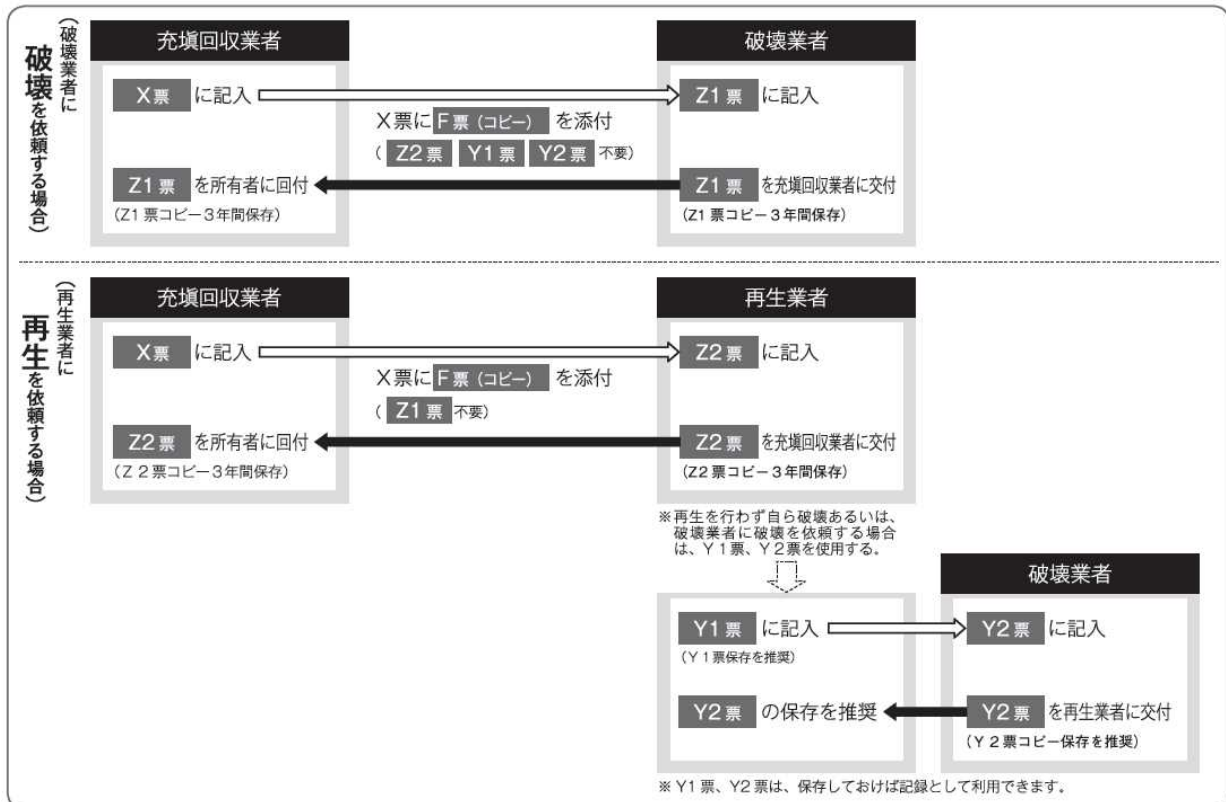 （破壊業者に
破壊を依頼する場合）
充塡回収業者
破壊業者
X票 に記入
Z1票 に記入
X票に F票（コピー） を添付
（ Z2票 Y1票 Y2票 不要）
Z1票 を所有者に回付
（Z1票コピー3年間保存）
Z1票 を充塡回収業者に交付
（Z1票コピー3年間保存）
（再生業者に
再生を依頼する場合）
充塡回収業者
再生業者
X票 に記入
Z2票 に記入
X票に F票（コピー） を添付
（ Z1票 不要）
Z2票 を所有者に回付
（Z２票コピー3年間保存）
Z2票 を充塡回収業者に交付
（Z2票コピー3年間保存）
※再生を行わず自ら破壊あるいは、
破壊業者に破壊を依頼する場合
は、Y１票、Y２票を使用する。
破壊業者
Y1票 に記入
（Y１票保存を推奨）
Y2票 に記入
Y2票 の保存を推奨
Y2票 を再生業者に交付
（Y２票コピー保存を推奨）
※ Y1票、Y2票は、保存しておけば記録として利用できます。